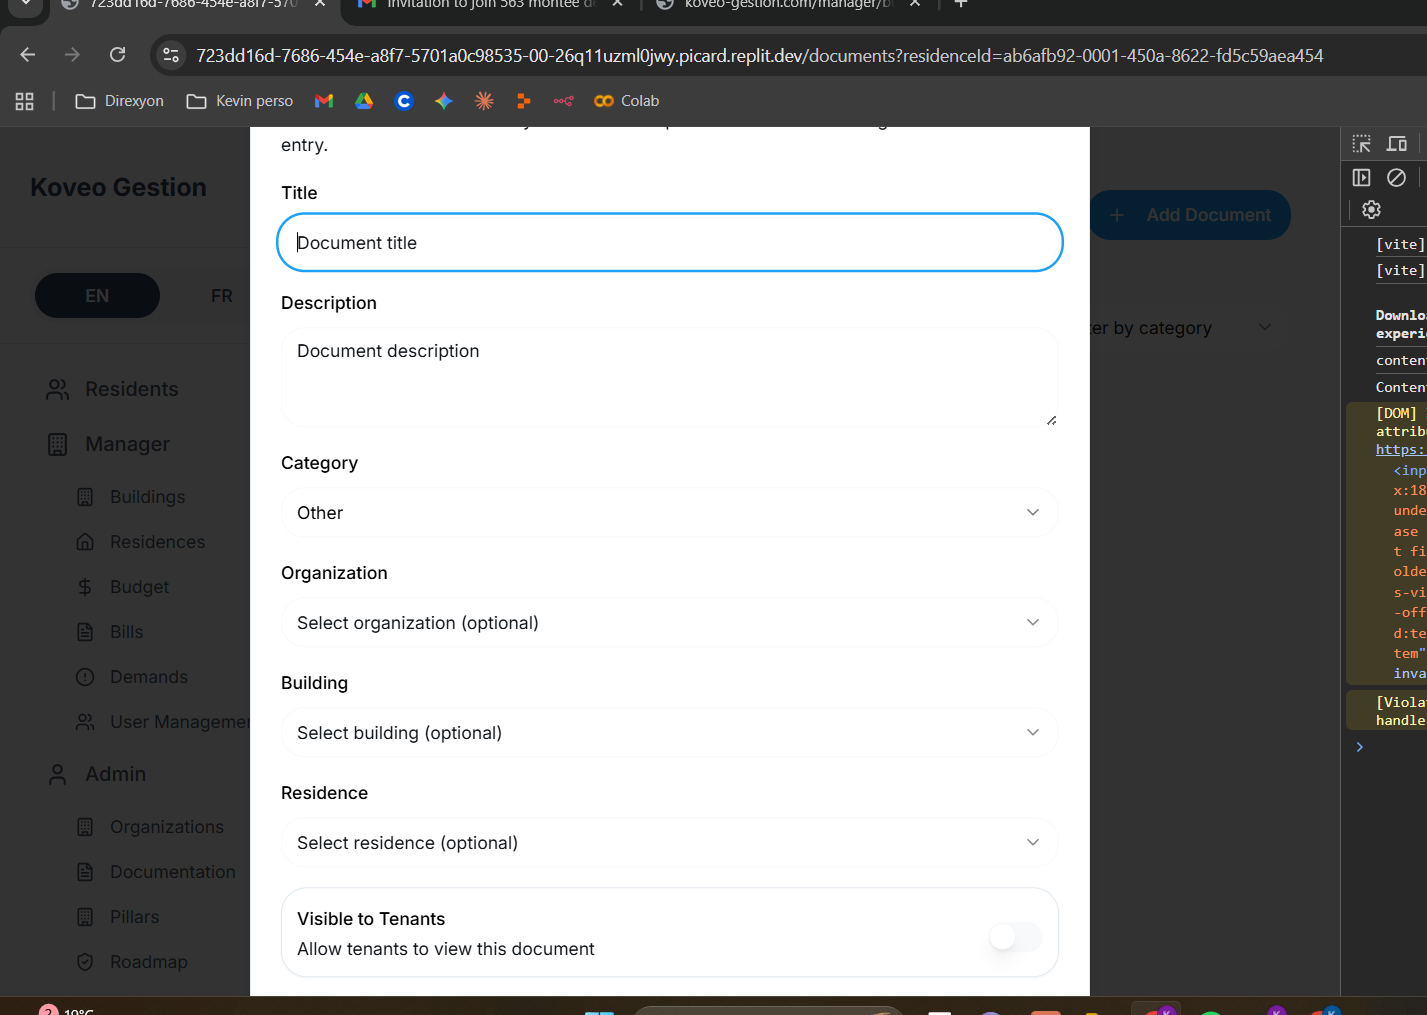 723dd16d-7686-454e-a8f7-570
Invitation to join 563 montée d
koveo-gestion.com/manager/b
723dd16d-7686-454e-a8f7-5701a0c98535-00-26q11uzml0jwy.picard.replit.dev/documents?residenceId=ab6afb92-0001-450a-8622-fd5c59aea454
Direxyon
Kevin perso
Colab
Koveo Gestion
EN
FR
Residents
Manager
Buildings
Residences
Budget
Bills
Demands
User Managemen
Admin
Organizations
Documentation
Pillars
Roadmap
entry.
Title
Document title
Description
Document description
Category
Other
Organization
Select organization (optional)
Building
Select building (optional)
Residence
Select residence (optional)
Visible to Tenants
Allow tenants to view this document
+ Add Document
er by category
[vite]
[vite]
Downlo
experi
conten
Conten
[DOM]
attrib
https:
<inp
x:18
unde
ase
t fi
olde
s-vi
-off
d:te
tem"
inva
[Viola
handle
19°C